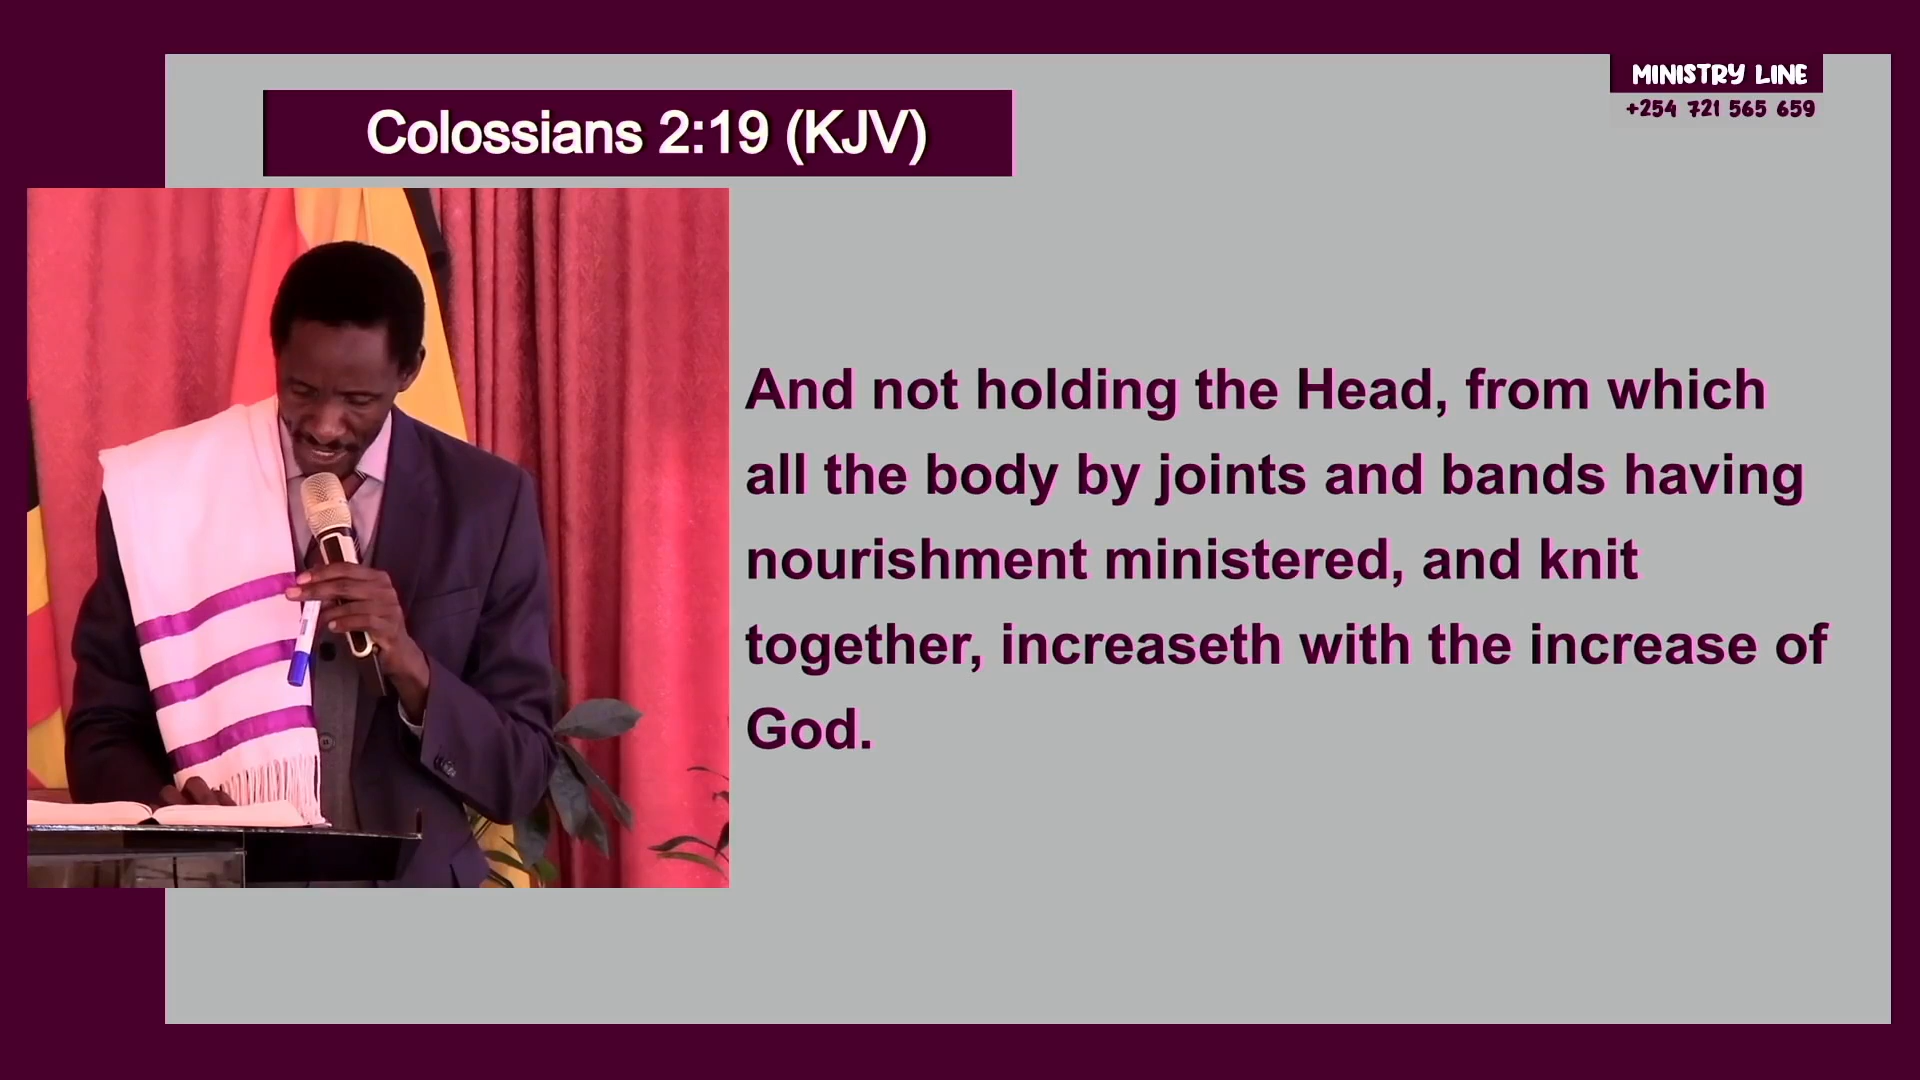 MINISTRY LINE
+254 721 565 659
Colossians 2:19 (KJV)
And not holding the Head, from which
all the body by joints and bands having
nourishment ministered, and knit
together, increaseth with the increase of
God.